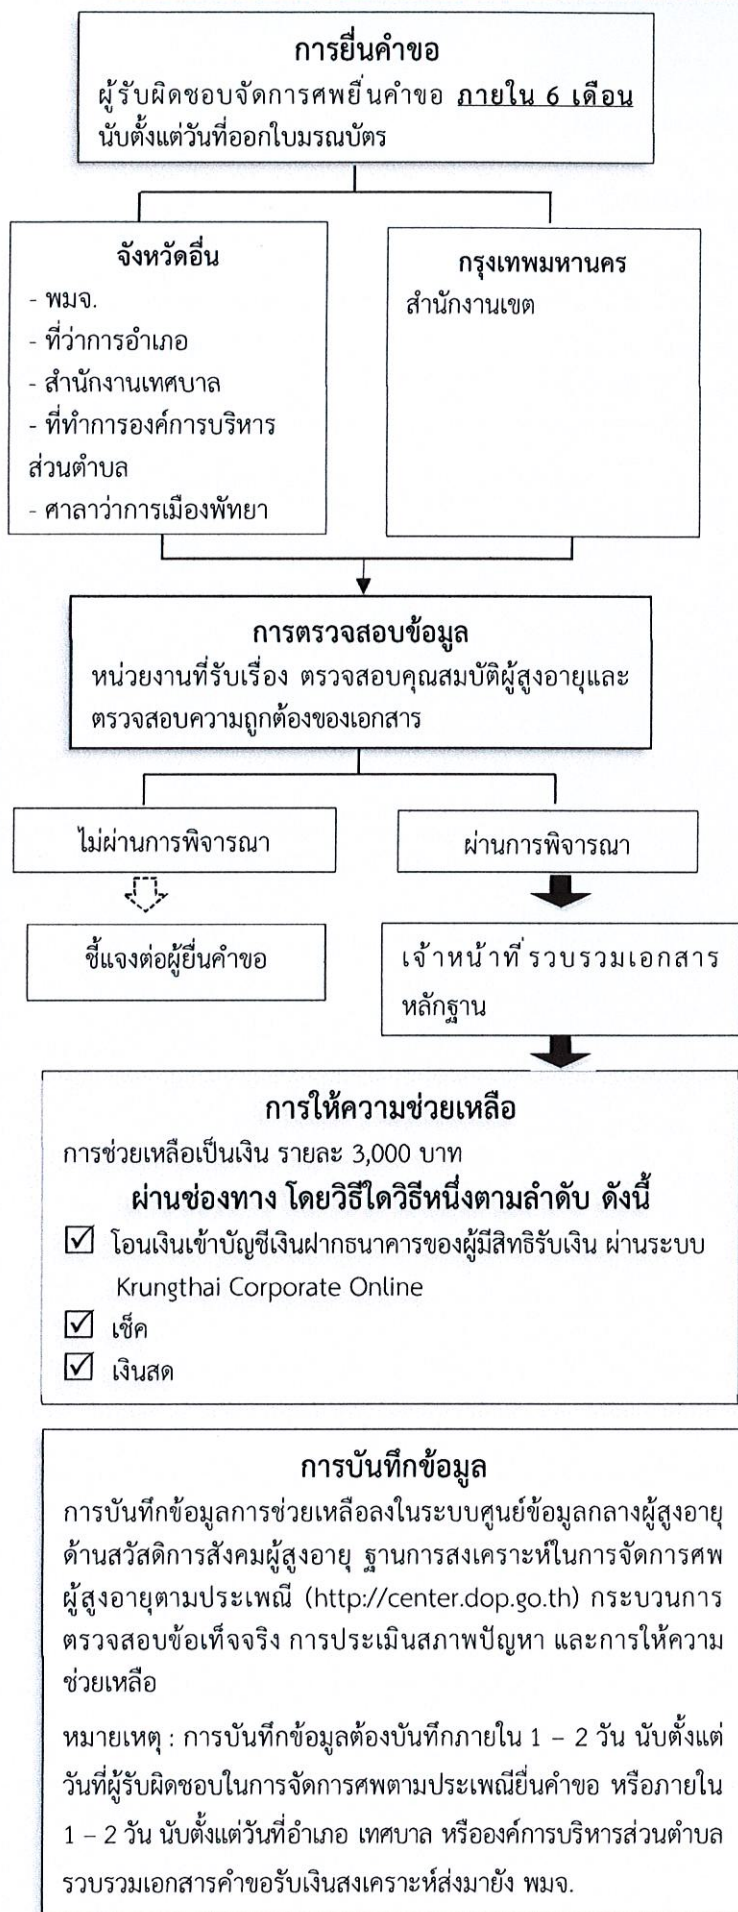 การยื่นคำขอ
ผู้รับผิดชอบจัดการศพยื่นคำขอ ภายใน 6 เดือน
นับตั้งแต่วันที่ออกใบมรณบัตร
จังหวัดอื่น
- พมจ.
- ที่ว่าการอำเภอ
- สำนักงานเทศบาล
- ที่ทำการองค์การบริหาร
ส่วนตำบล
- ศาลาว่าการเมืองพัทยา
กรุงเทพมหานคร
สำนักงานเขต
การตรวจสอบข้อมูล
หน่วยงานที่รับเรื่อง ตรวจสอบคุณสมบัติผู้สูงอายุและ
ตรวจสอบความถูกต้องของเอกสาร
ไม่ผ่านการพิจารณา
ผ่านการพิจารณา
ชี้แจงต่อผู้ยื่นคำขอ
เจ้าหน้าที่รวบรวมเอกสาร
หลักฐาน
การให้ความช่วยเหลือ
การช่วยเหลือเป็นเงิน รายละ 3,000 บาท
ผ่านช่องทาง โดยวิธีใดวิธีหนึ่งตามลำดับ ดังนี้
☑ โอนเงินเข้าบัญชีเงินฝากธนาคารของผู้มีสิทธิรับเงิน ผ่านระบบ
Krungthai Corporate Online
☑ เช็ค
☑ เงินสด
การบันทึกข้อมูล
การบันทึกข้อมูลการช่วยเหลือลงในระบบศูนย์ข้อมูลกลางผู้สูงอายุ
ด้านสวัสดิการสังคมผู้สูงอายุ ฐานการสงเคราะห์ในการจัดการศพ
ผู้สูงอายุตามประเพณี (http://center.dop.go.th) กระบวนการ
ตรวจสอบข้อเท็จจริง การประเมินสภาพปัญหา และการให้ความ
ช่วยเหลือ
หมายเหตุ : การบันทึกข้อมูลต้องบันทึกภายใน 1 – 2 วัน นับตั้งแต่
วันที่ผู้รับผิดชอบในการจัดการศพตามประเพณียื่นคำขอ หรือภายใน
1 – 2 วัน นับตั้งแต่วันที่อำเภอ เทศบาล หรือองค์การบริหารส่วนตำบล
รวบรวมเอกสารคำขอรับเงินสงเคราะห์ส่งมายัง พมจ.